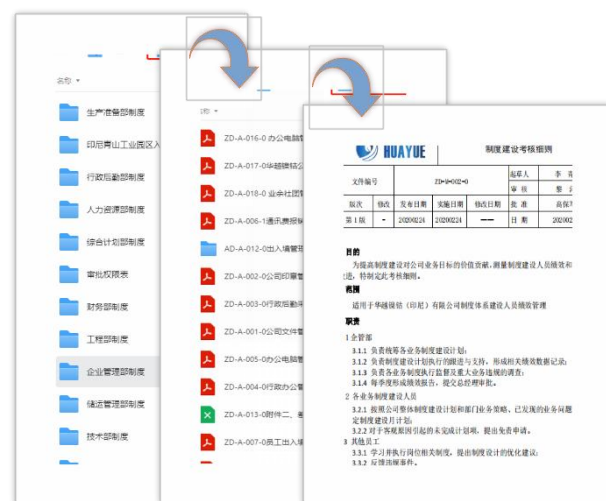 名称
生产准备部制度
印尼青山工业园区入
行政后勤部制度
人力资源部制度
综合计划部制度
审批权限表
财务部制度
工程部制度
企业管理部制度
储运管理部制度
技术部制度
ZD-A-016-0 办公电脑
ZD-A-017-0华越镍钴公
ZD-A-018-0 业余社团
ZD-A-006-1通讯费报
AD-A-012-0出入境管理
ZD-A-002-0公司印章
ZD-A-003-0行政后勤
ZD-A-001-0公司文件
ZD-A-005-0办公电脑
ZD-A-004-0行政办公
ZD-A-013-0附件二、
ZD-A-007-0员工出入境
HUAYUE
制度建设考核细则
文件编号 ZD-W-002-0 起草人 李
审 核 黎
版次 修改 发布日期 实施日期 修改日期 批 准
第 1 版 - 20200224 20200224 —— 日 期 202002
目的
为提高制度建设对公司业务目标的价值贡献,测量制度建设人员绩效和
进,特制定此考核细则。
范围
适用于华越镍钴（印尼）有限公司制度体系建设人员绩效管理
职责
1 企管部
3.1.1 负责统筹各业务制度建设计划;
3.1.2 负责制度建设计划执行的跟进与支持,形成相关绩效数据记录;
3.1.3 负责各业务制度执行监督及重大业务违规的调查;
3.1.4 每季度形成绩效报告,提交总经理审批。
2 各业务制度建设人员
3.2.1 按照公司整体制度建设计划和部门业务策略、已发现的业务问题
定制度建设月计划;
3.2.2 对于客观原因引起的未完成计划项,提出免责申请。
3 其他员工
3.3.1 学习并执行岗位相关制度,提出制度设计的优化建议;
3.3.2 反馈违规事件。